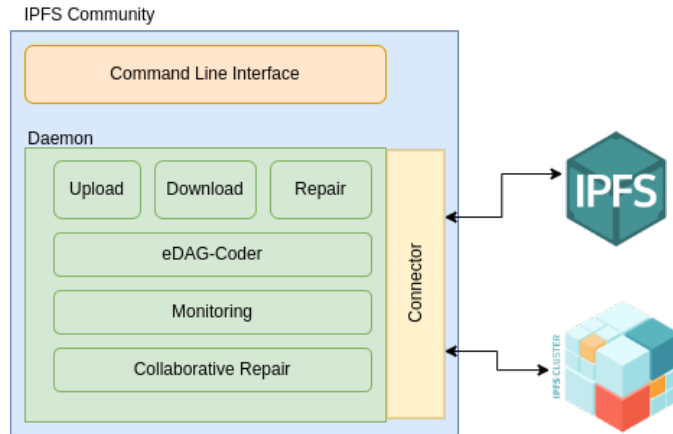 IPFS Community
Command Line Interface
Daemon
Upload
Download
Repair
eDAG-Coder
Monitoring
Collaborative Repair
Connector
IPFS
IPFS CLUSTER